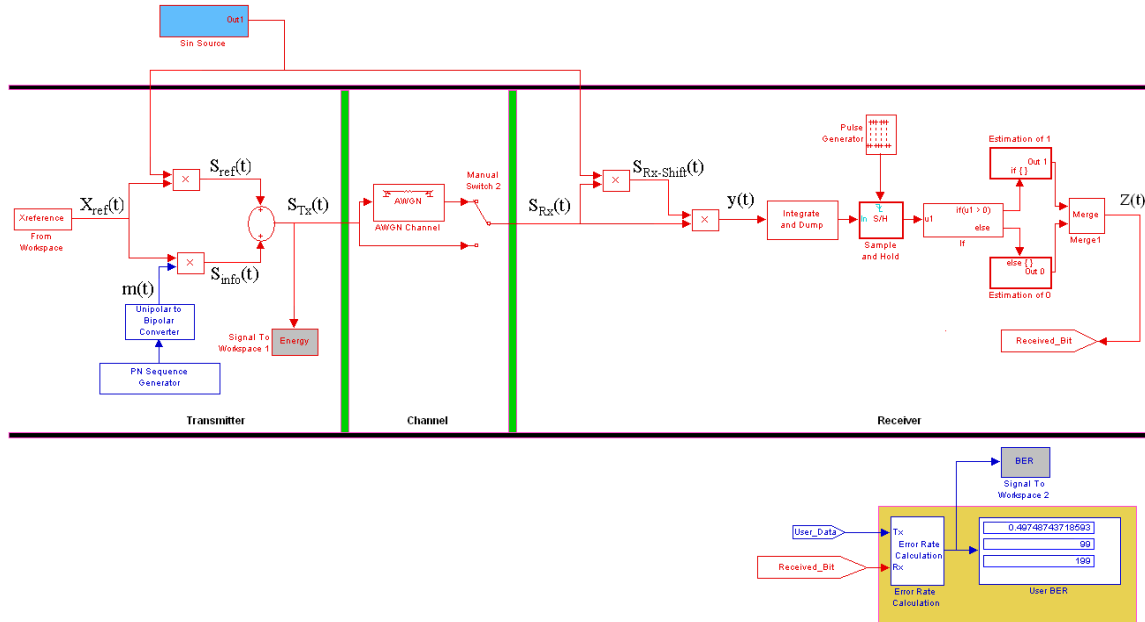 Out1
Sin Source
Xreference
From
Workspace
X_ref(t)
×
S_ref(t)
×
S_info(t)
m(t)
Unipolar to
Bipolar
Converter
PN Sequence
Generator
+
+
S_Tx(t)
Signal To
Workspace 1
Energy
Transmitter
AWGN
AWGN Channel
Manual
Switch 2
Channel
S_Rx(t)
×
S_Rx-Shift(t)
×
y(t)
Integrate
and Dump
Pulse
Generator
In
S/H
Sample
and Hold
u1
if(u1 > 0)
else
If
Estimation of 1
Out 1
if { }
else { }
Out 0
Estimation of 0
Merge
Merge1
Z(t)
Received_Bit
Receiver
BER
Signal To
Workspace 2
User_Data
Received_Bit
Tx
Error Rate
Calculation
Rx
Error Rate
Calculation
0.49748743718593
99
199
User BER